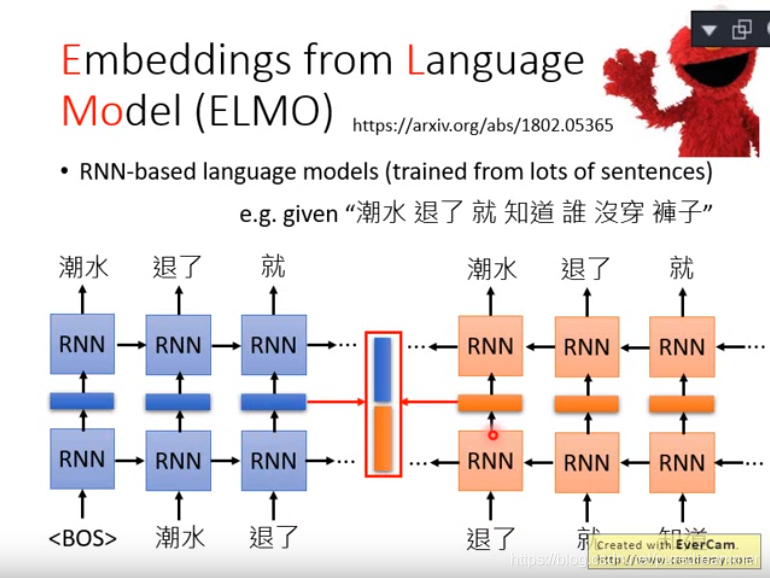 Embeddings from Language
Model (ELMO)
https://arxiv.org/abs/1802.05365
• RNN-based language models (trained from lots of sentences)
e.g. given “潮水 退了 就 知道 誰 沒穿 褲子”
潮水 退了 就 潮水 退了 就
RNN RNN RNN ... ... RNN RNN RNN ...
RNN RNN RNN ... ... RNN RNN RNN ...
<BOS> 潮水 退了 退了 就 知道
Created with EverCam.
http://www.camdemy.com